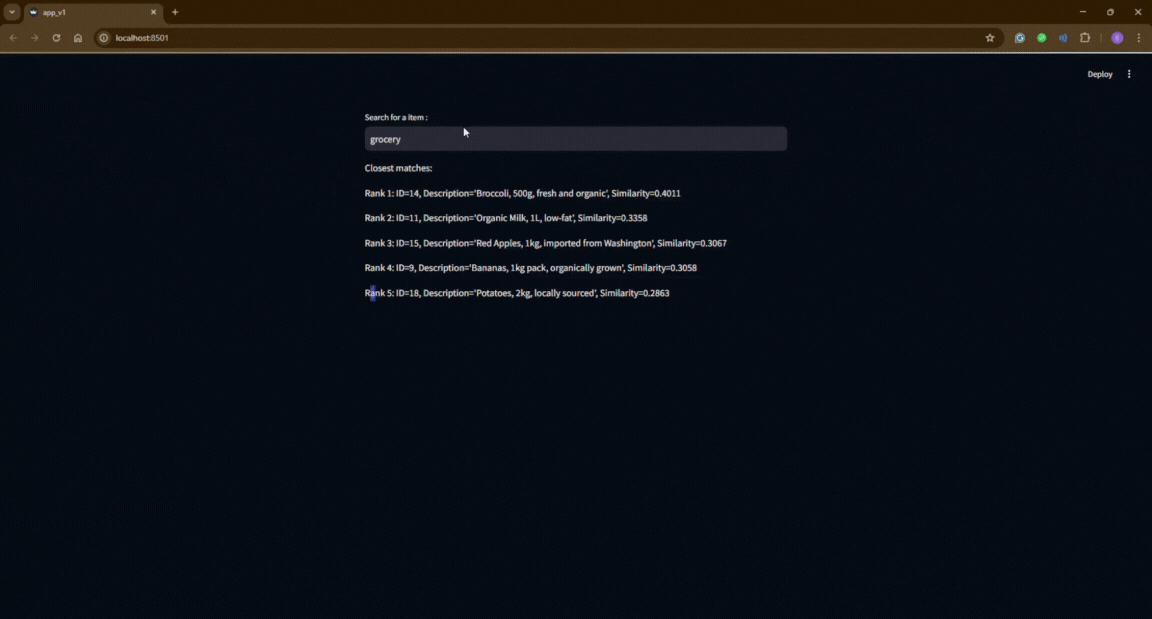 app_v1
localhost:8501
Deploy
Search for a item :
grocery
Closest matches:
Rank 1: ID=14, Description='Broccoli, 500g, fresh and organic', Similarity=0.4011
Rank 2: ID=11, Description='Organic Milk, 1L, low-fat', Similarity=0.3358
Rank 3: ID=15, Description='Red Apples, 1kg, imported from Washington', Similarity=0.3067
Rank 4: ID=9, Description='Bananas, 1kg pack, organically grown', Similarity=0.3058
Rank 5: ID=18, Description='Potatoes, 2kg, locally sourced', Similarity=0.2863